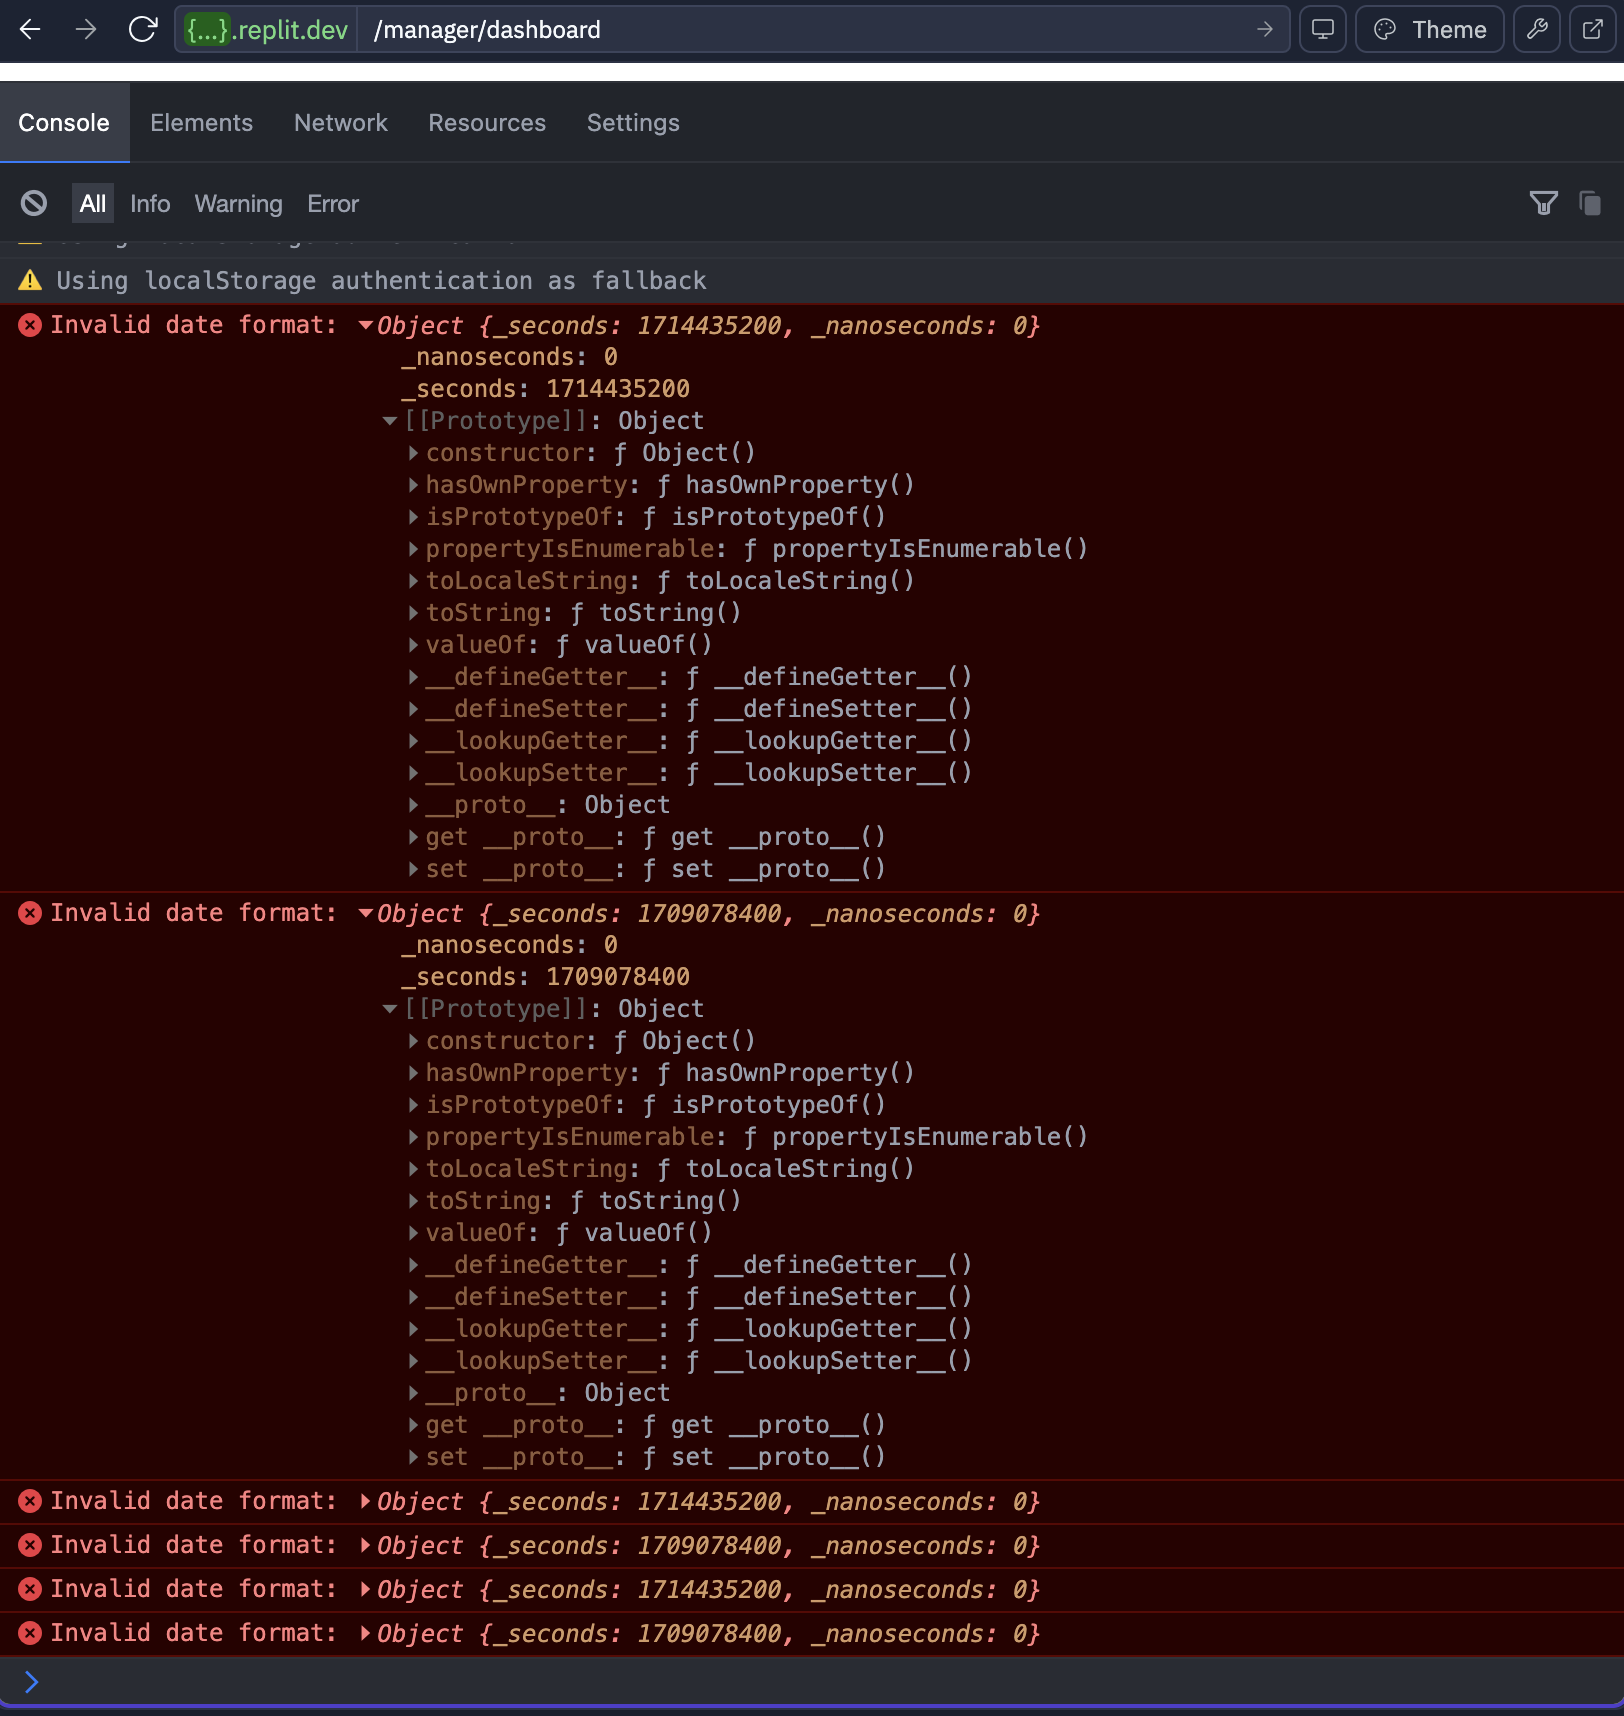 {...}.replit.dev /manager/dashboard Theme
Console Elements Network Resources Settings
All Info Warning Error
Using localStorage authentication as fallback
Invalid date format: Object {_seconds: 1714435200, _nanoseconds: 0}
_nanoseconds: 0
_seconds: 1714435200
[[Prototype]]: Object
constructor: ƒ Object()
hasOwnProperty: ƒ hasOwnProperty()
isPrototypeOf: ƒ isPrototypeOf()
propertyIsEnumerable: ƒ propertyIsEnumerable()
toLocaleString: ƒ toLocaleString()
toString: ƒ toString()
valueOf: ƒ valueOf()
__defineGetter__: ƒ __defineGetter__()
__defineSetter__: ƒ __defineSetter__()
__lookupGetter__: ƒ __lookupGetter__()
__lookupSetter__: ƒ __lookupSetter__()
__proto__: Object
get __proto__: ƒ get __proto__()
set __proto__: ƒ set __proto__()
Invalid date format: Object {_seconds: 1709078400, _nanoseconds: 0}
_nanoseconds: 0
_seconds: 1709078400
[[Prototype]]: Object
constructor: ƒ Object()
hasOwnProperty: ƒ hasOwnProperty()
isPrototypeOf: ƒ isPrototypeOf()
propertyIsEnumerable: ƒ propertyIsEnumerable()
toLocaleString: ƒ toLocaleString()
toString: ƒ toString()
valueOf: ƒ valueOf()
__defineGetter__: ƒ __defineGetter__()
__defineSetter__: ƒ __defineSetter__()
__lookupGetter__: ƒ __lookupGetter__()
__lookupSetter__: ƒ __lookupSetter__()
__proto__: Object
get __proto__: ƒ get __proto__()
set __proto__: ƒ set __proto__()
Invalid date format: Object {_seconds: 1714435200, _nanoseconds: 0}
Invalid date format: Object {_seconds: 1709078400, _nanoseconds: 0}
Invalid date format: Object {_seconds: 1714435200, _nanoseconds: 0}
Invalid date format: Object {_seconds: 1709078400, _nanoseconds: 0}